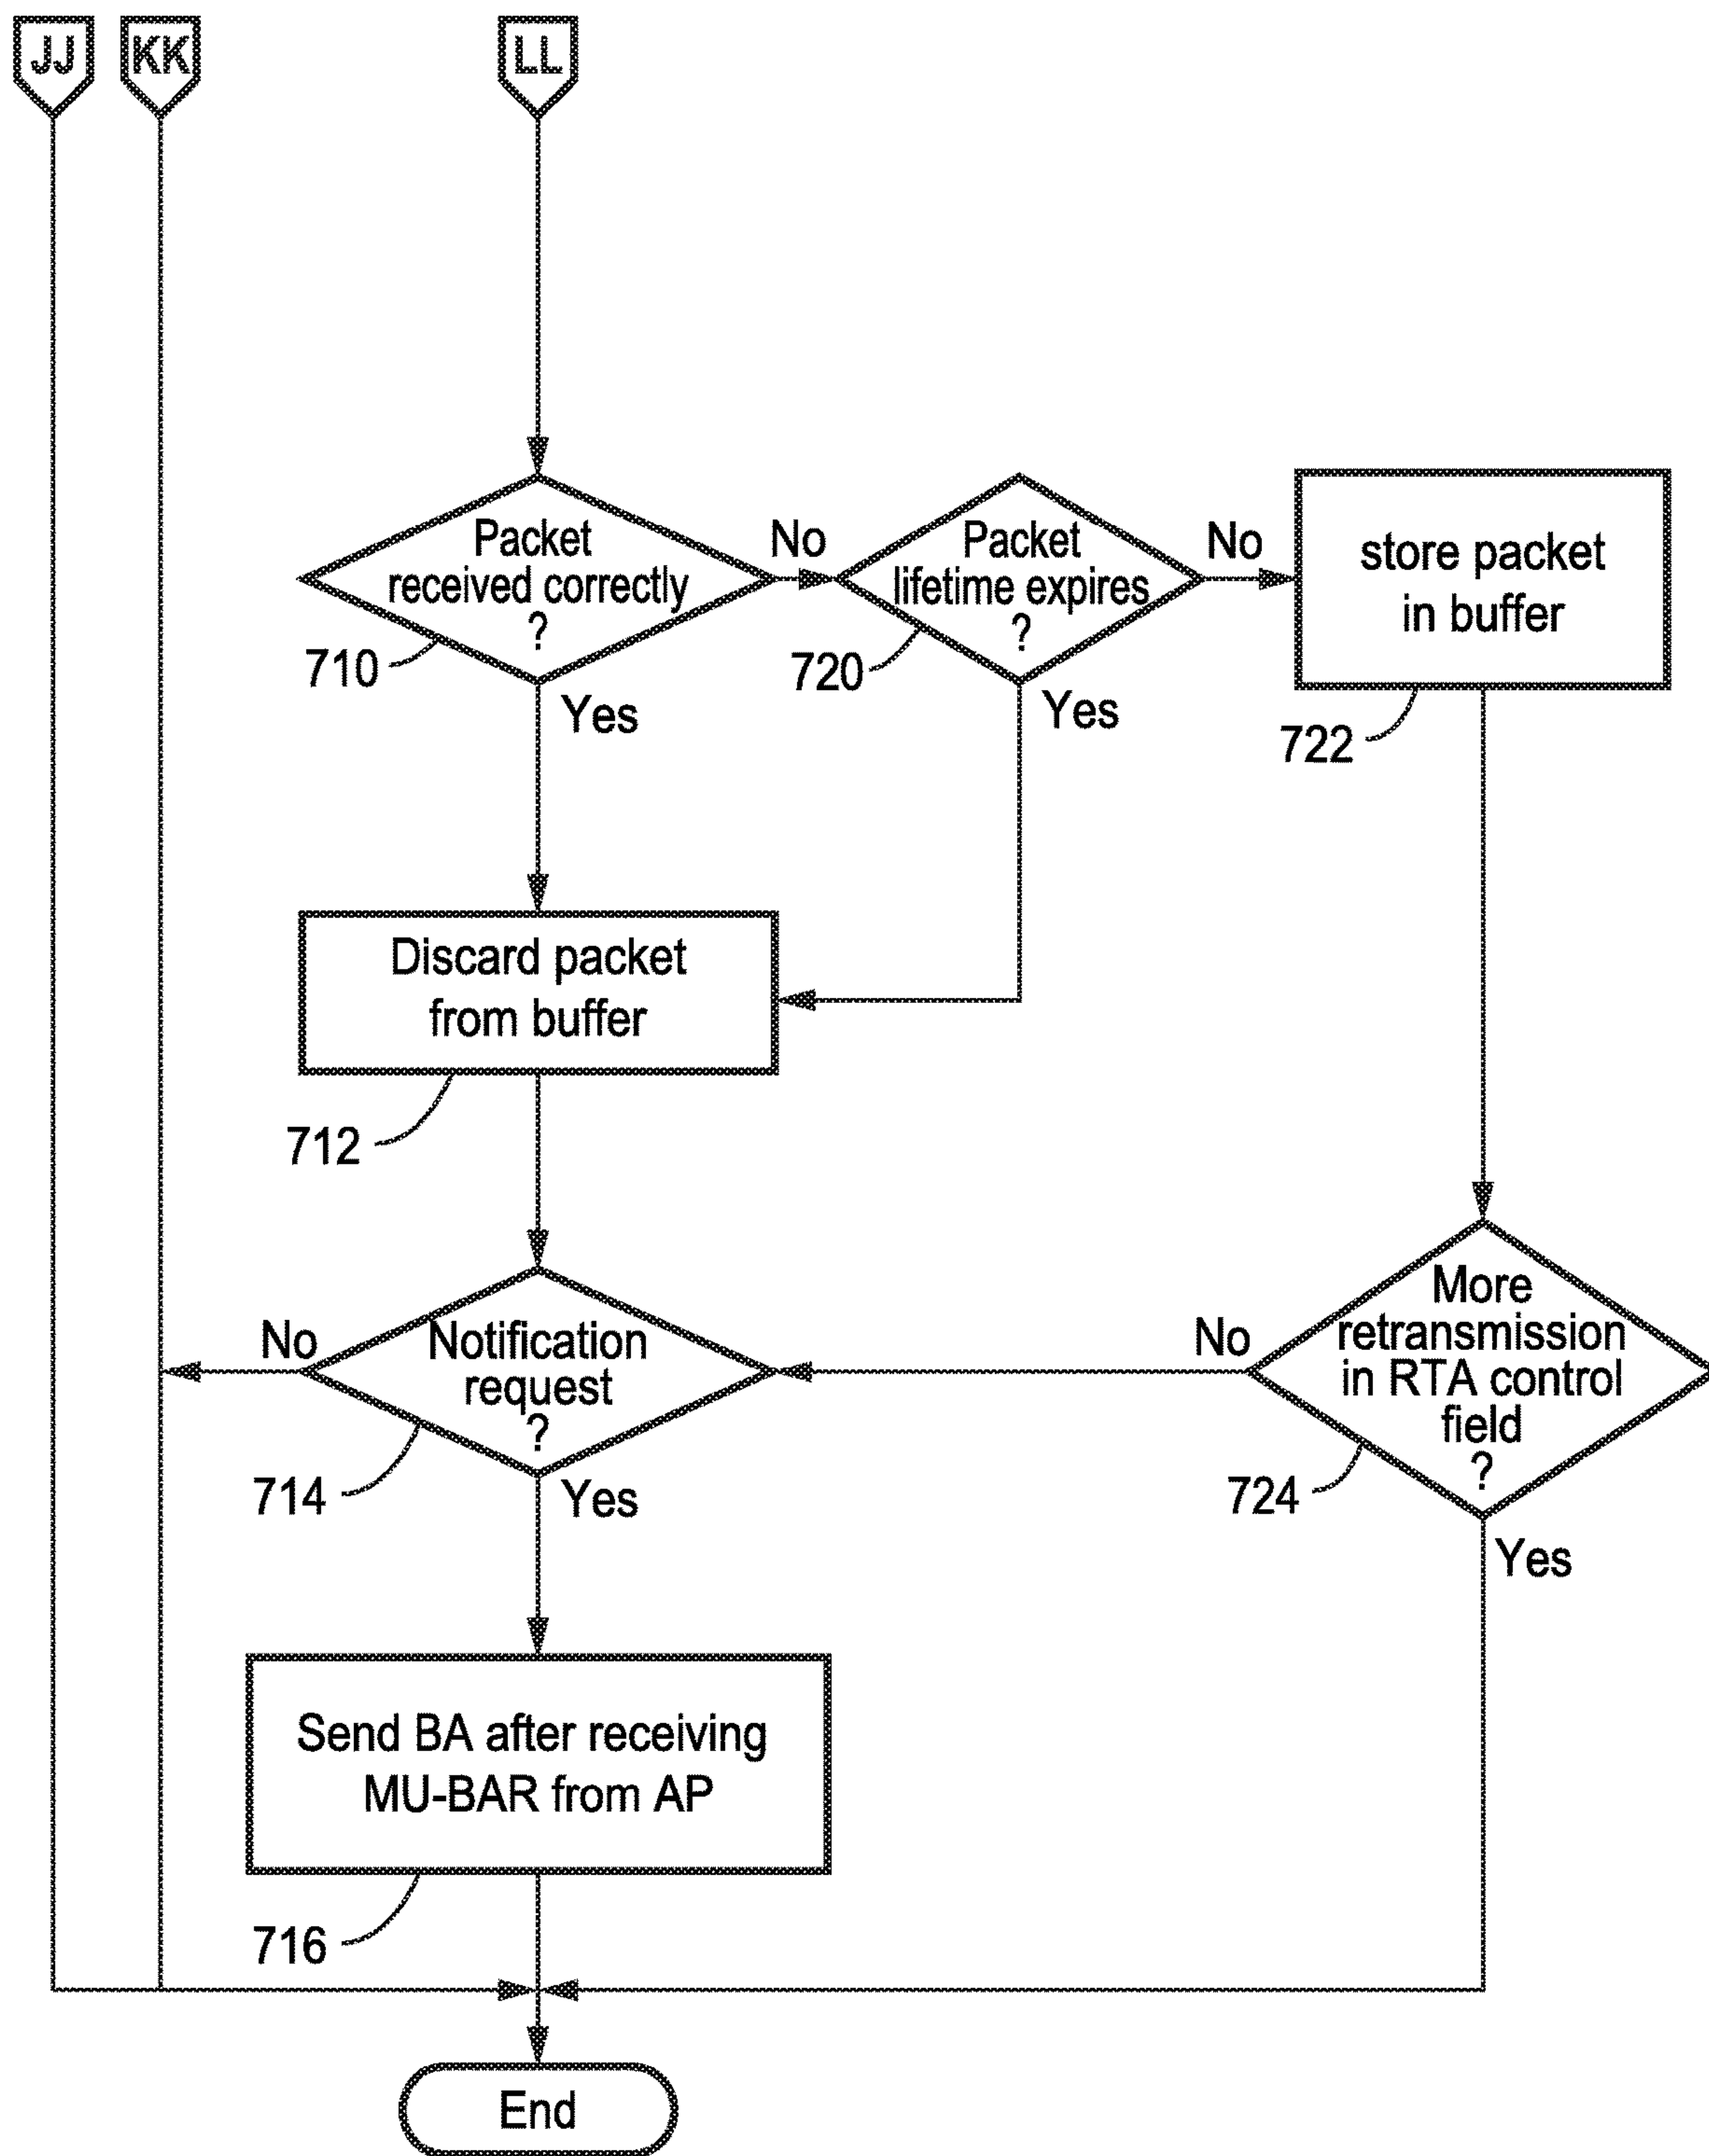 JJ
KK
LL
Packet
received correctly
?
710
No
Yes
Packet
lifetime expires
?
720
No
Yes
store packet
in buffer
722
Discard packet
from buffer
712
Notification
request
?
714
No
Yes
More
retransmission
in RTA control
field
?
724
No
Yes
Send BA after receiving
MU-BAR from AP
716
End